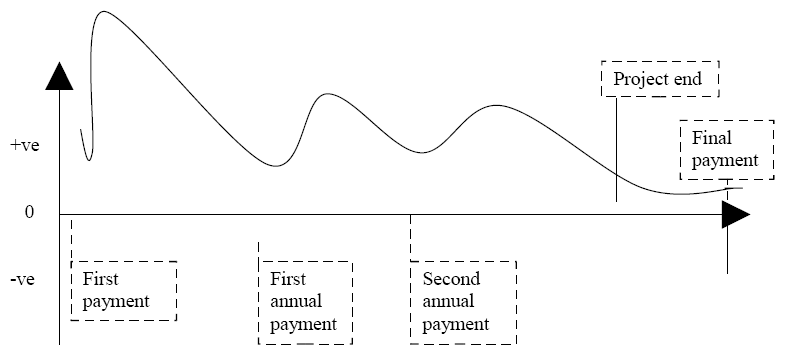 Project end
Final
payment
+ve
0
-ve
First
payment
First
annual
payment
Second
annual
payment